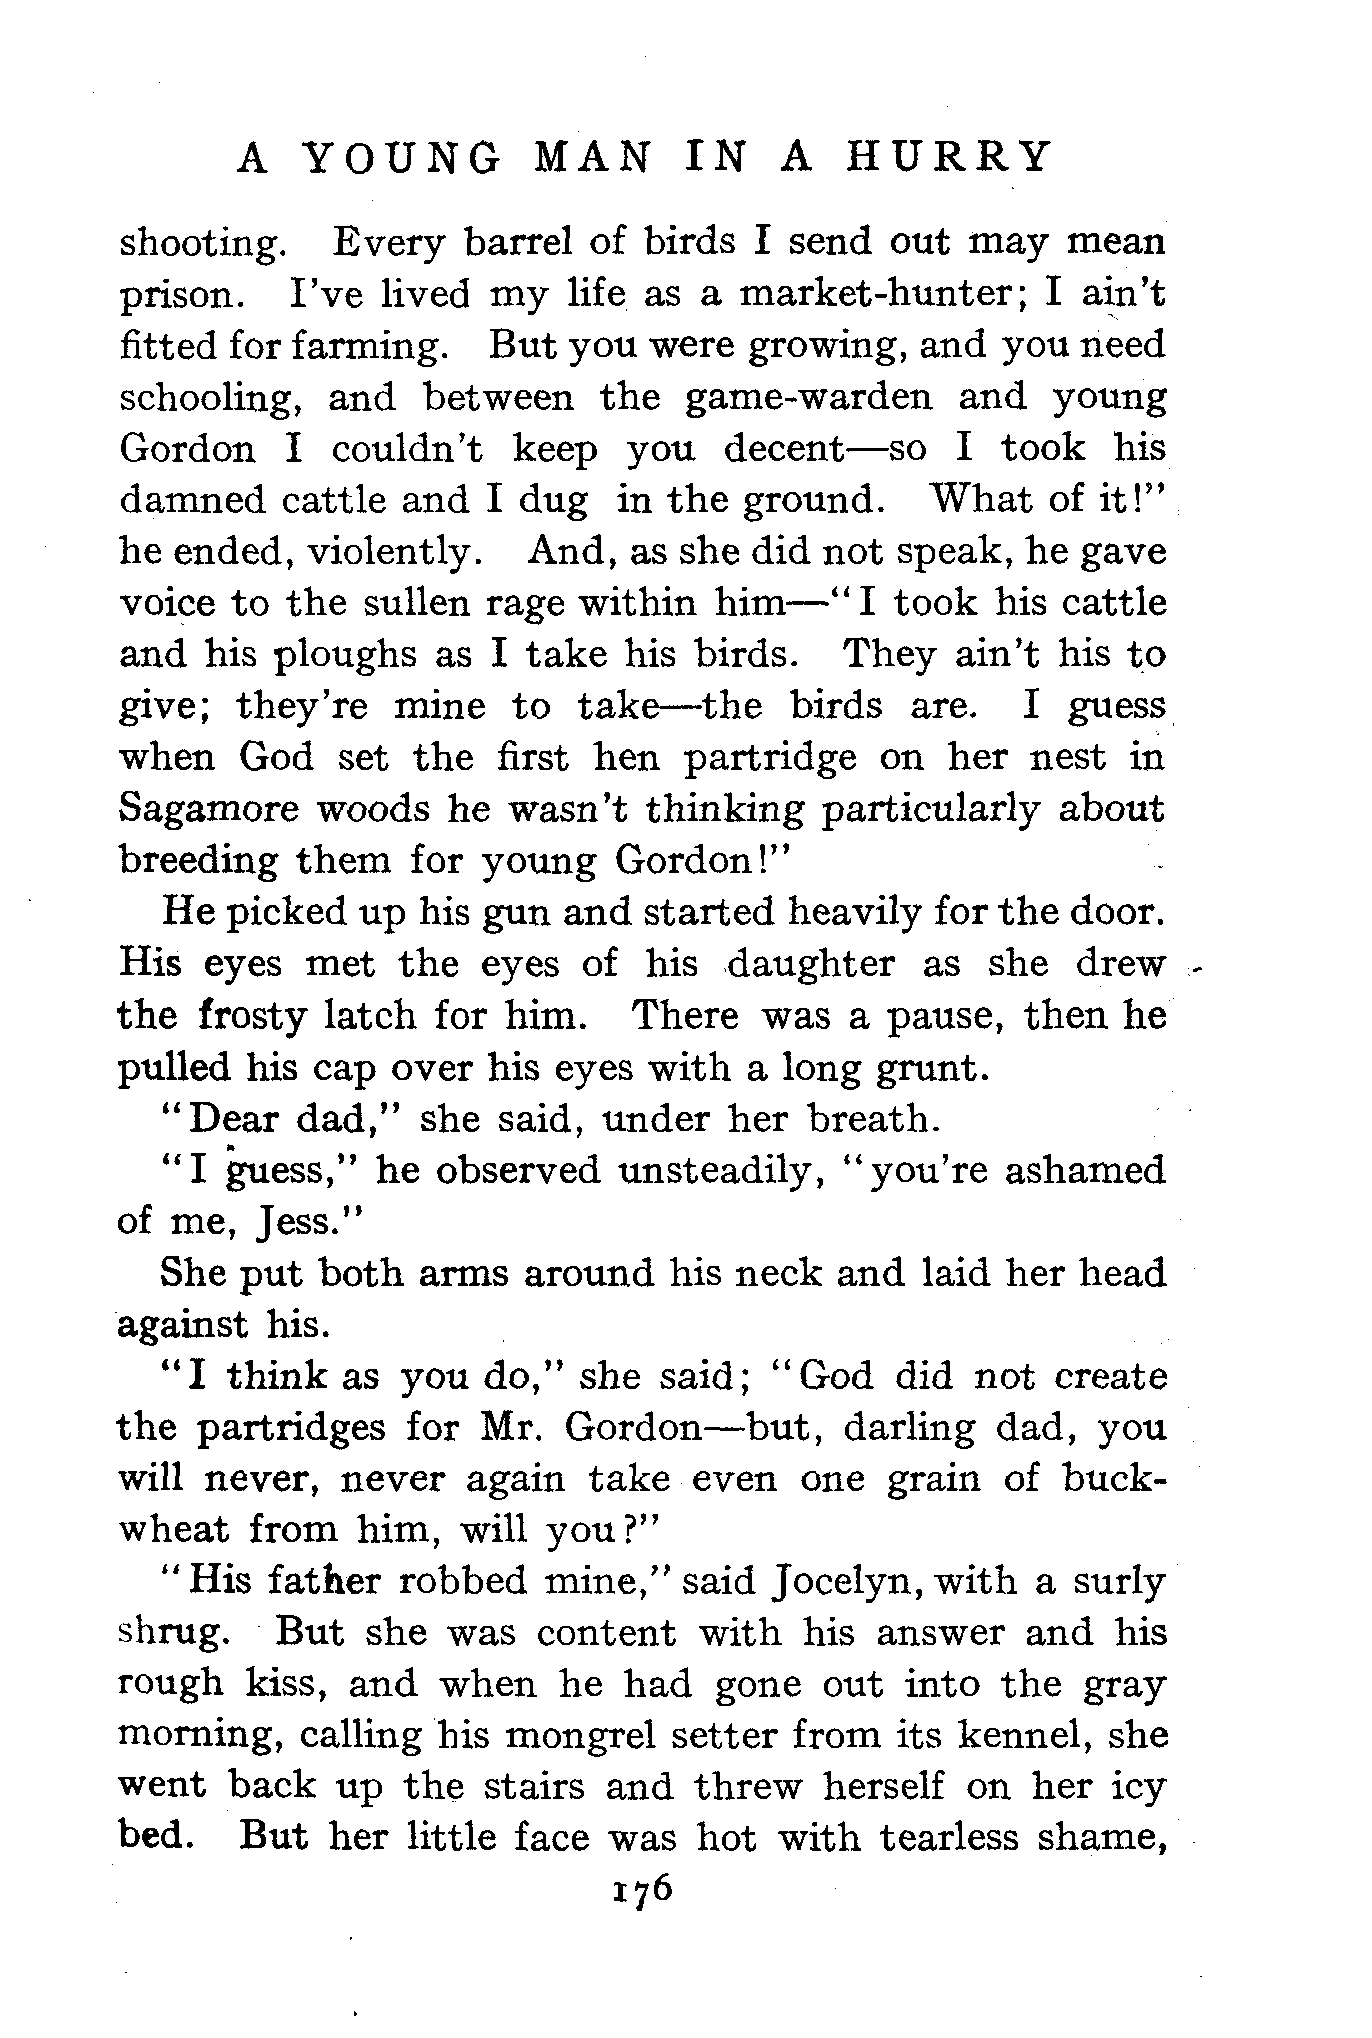 A YOUNG MAN IN A HURRY
shooting. Every barrel of birds I send out may mean
prison. I've lived my life as a market-hunter; I ain't
fitted for farming. But you were growing, and you need
schooling, and between the game-warden and young
Gordon I couldn't keep you decent—so I took his
damned cattle and I dug in the ground. What of it!"
he ended, violently. And, as she did not speak, he gave
voice to the sullen rage within him—"I took his cattle
and his ploughs as I take his birds. They ain't his to
give; they're mine to take—the birds are. I guess
when God set the first hen partridge on her nest in
Sagamore woods he wasn't thinking particularly about
breeding them for young Gordon!"
He picked up his gun and started heavily for the door.
His eyes met the eyes of his daughter as she drew
the frosty latch for him. There was a pause, then he
pulled his cap over his eyes with a long grunt.
"Dear dad," she said, under her breath.
"I guess," he observed unsteadily, "you're ashamed
of me, Jess."
She put both arms around his neck and laid her head
against his.
"I think as you do," she said; "God did not create
the partridges for Mr. Gordon—but, darling dad, you
will never, never again take even one grain of buck-
wheat from him, will you?"
"His father robbed mine," said Jocelyn, with a surly
shrug. But she was content with his answer and his
rough kiss, and when he had gone out into the gray
morning, calling his mongrel setter from its kennel, she
went back up the stairs and threw herself on her icy
bed. But her little face was hot with tearless shame,
176